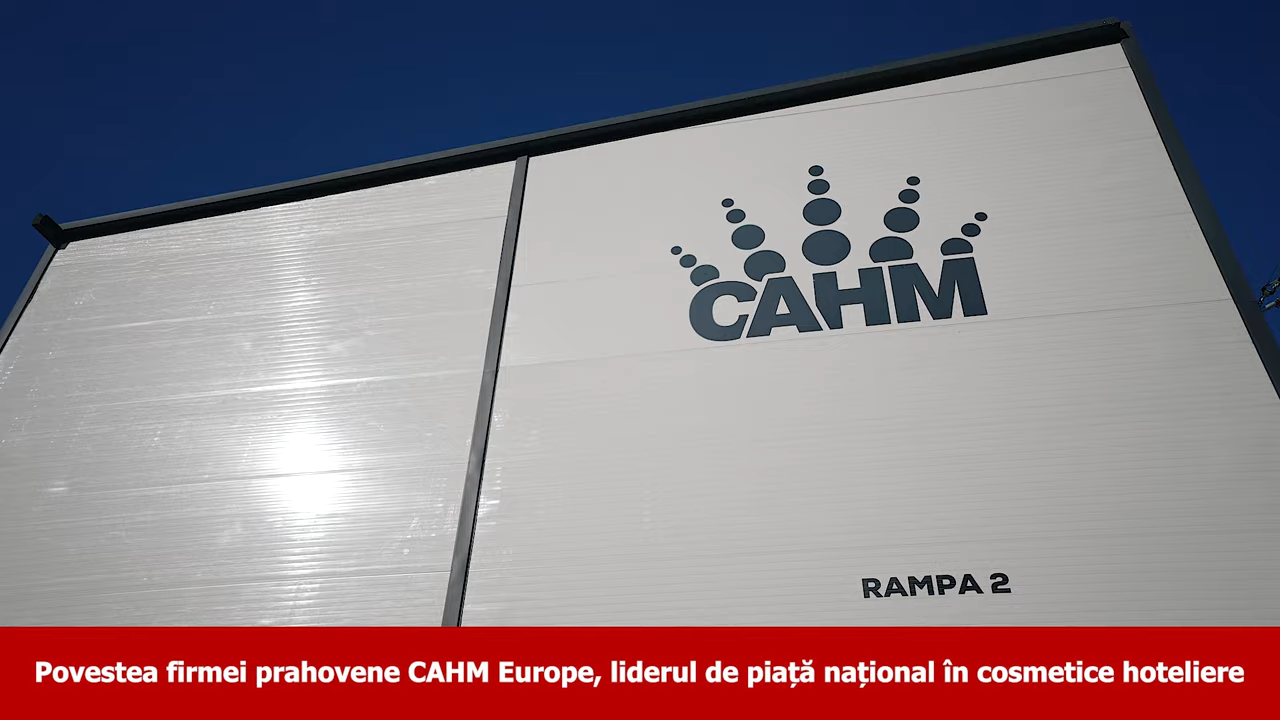 CAHM
RAMPA 2
Povestea firmei prahovene CAHM Europe, liderul de piață național în cosmetice hoteliere